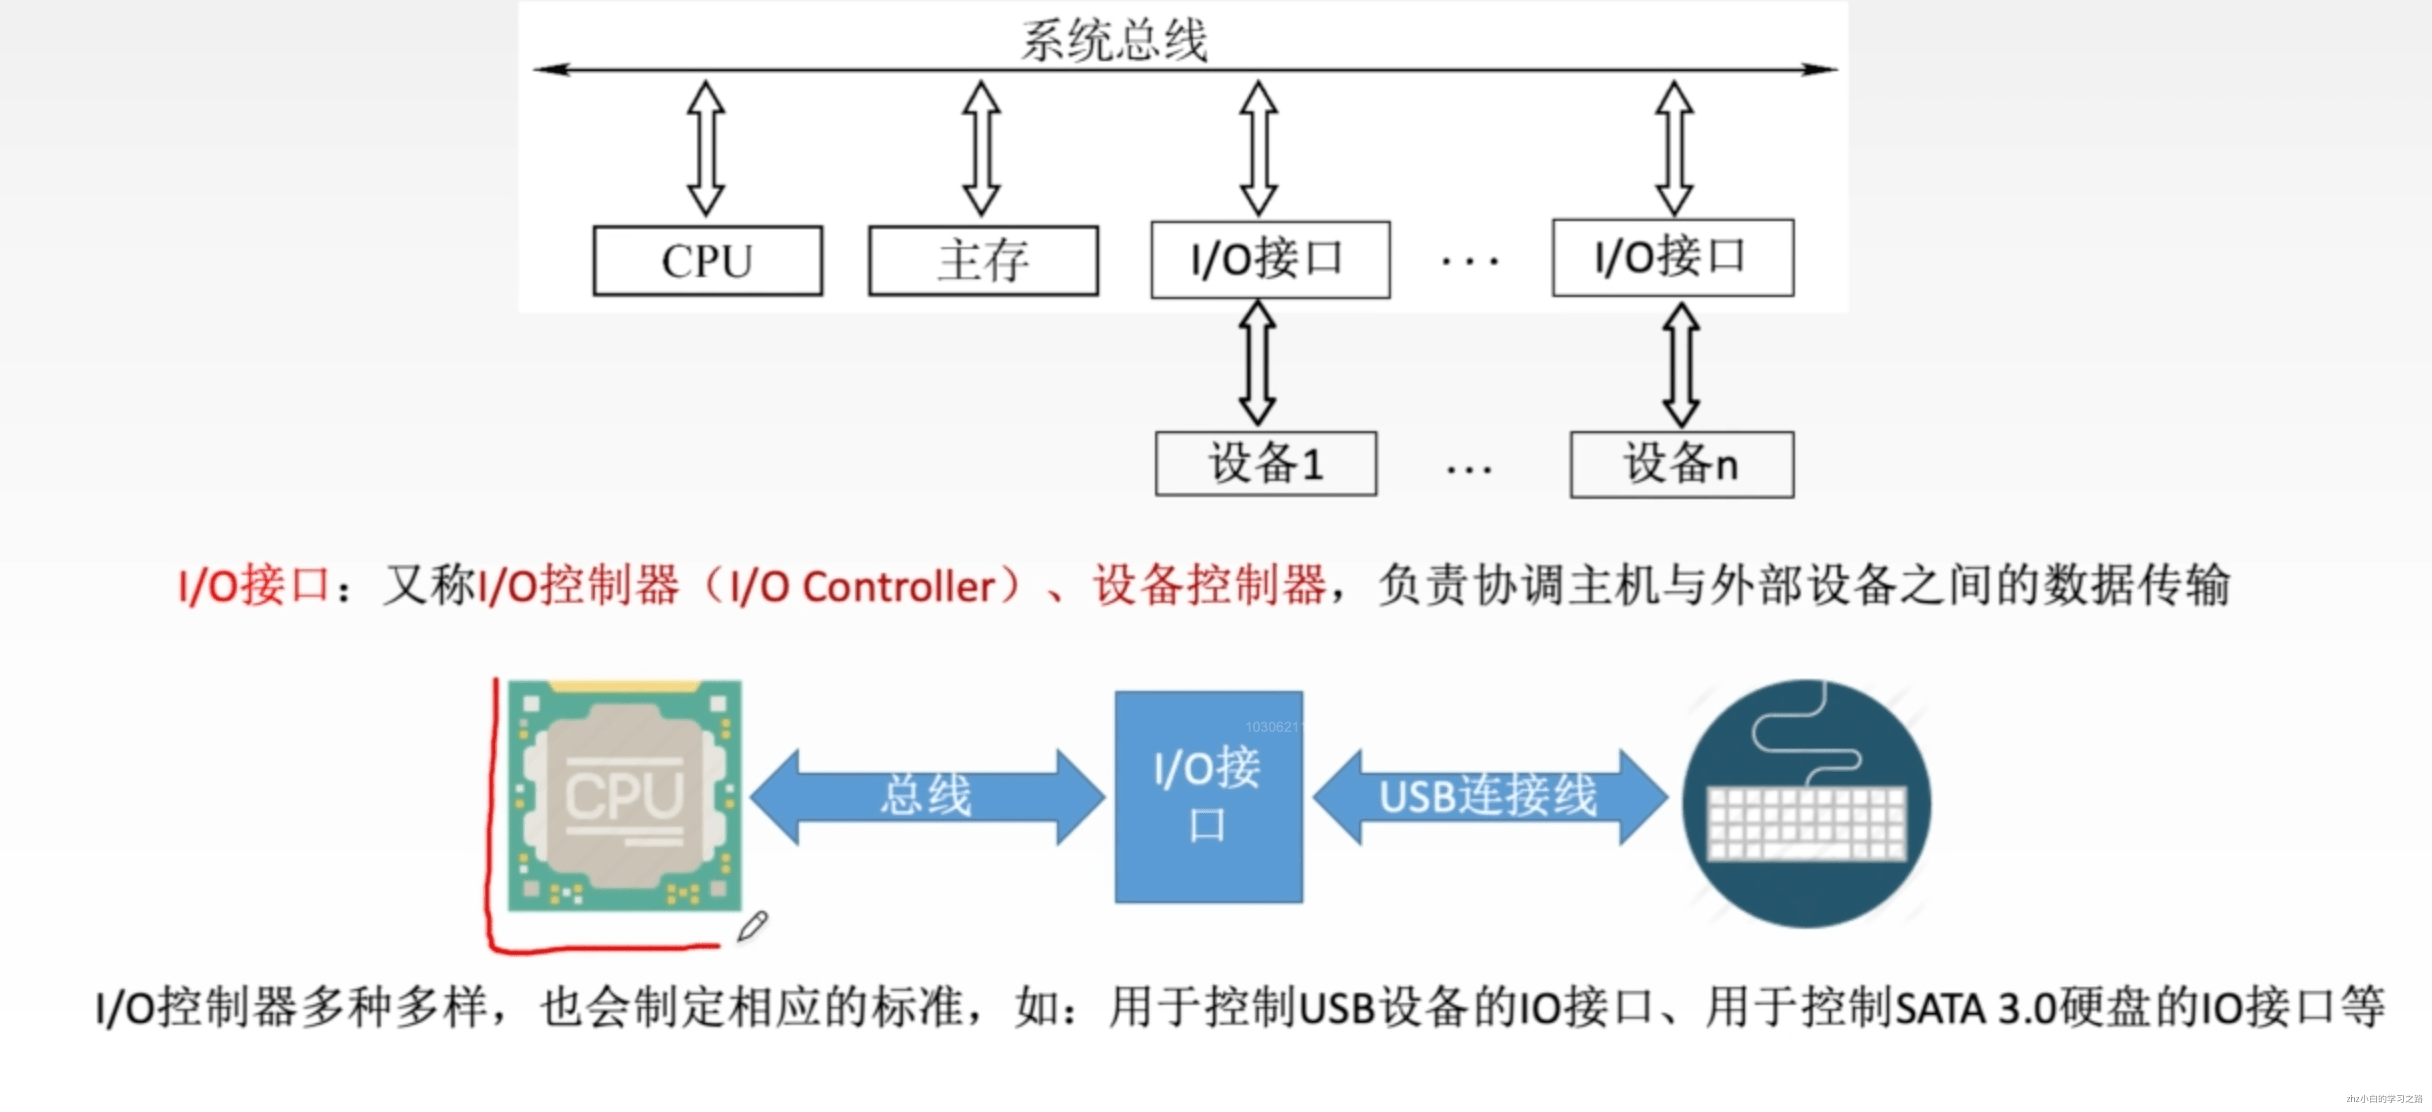 系统总线
CPU 主存 I/O接口 ... I/O接口
设备1 ... 设备n
I/O接口：又称I/O控制器（I/O Controller）、设备控制器，负责协调主机与外部设备之间的数据传输
CPU
总线
I/O接
口
USB连接线
I/O控制器多种多样，也会制定相应的标准，如：用于控制USB设备的IO接口、用于控制SATA 3.0硬盘的IO接口等
zhz小白的学习之路